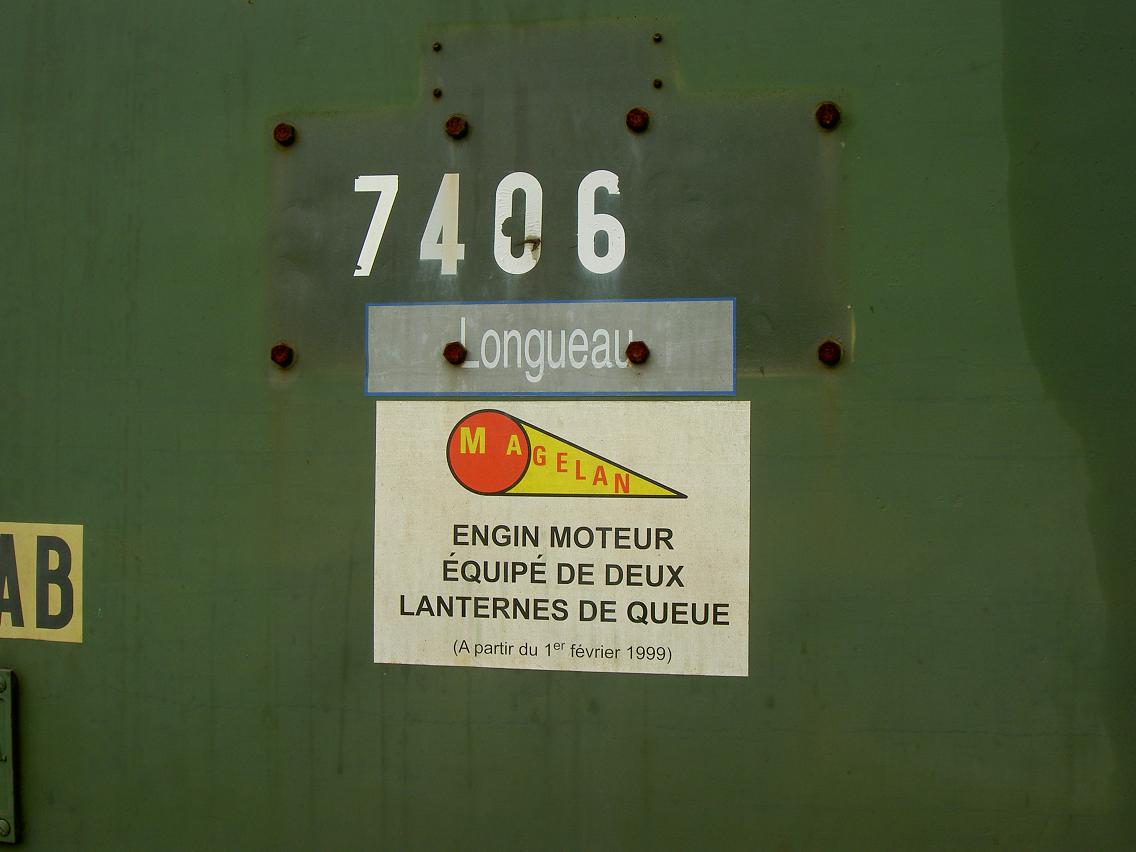 7406
Longueau
MAGELAN
ENGIN MOTEUR
ÉQUIPÉ DE DEUX
LANTERNES DE QUEUE
(A partir du 1er février 1999)
AB